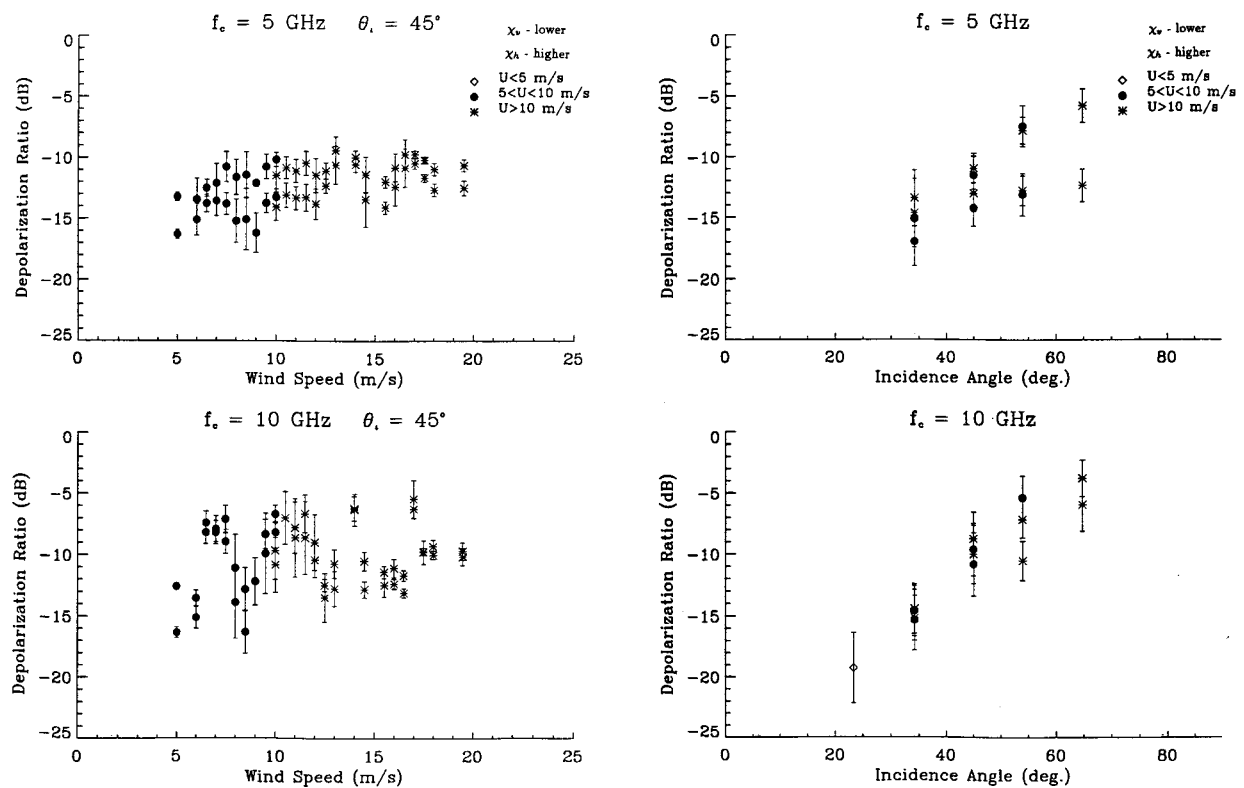 f_c = 5 GHz θ_i = 45°
χ_v - lower
χ_h - higher
U<5 m/s
5<U<10 m/s
U>10 m/s
0
−5
−10
−15
−20
−25
Depolarization Ratio (dB)
0 5 10 15 20 25
Wind Speed (m/s)
f_c = 5 GHz
χ_v - lower
χ_h - higher
U<5 m/s
5<U<10 m/s
U>10 m/s
0
−5
−10
−15
−20
−25
Depolarization Ratio (dB)
0 20 40 60 80
Incidence Angle (deg.)
f_c = 10 GHz θ_i = 45°
0
−5
−10
−15
−20
−25
Depolarization Ratio (dB)
0 5 10 15 20 25
Wind Speed (m/s)
f_c = 10 GHz
0
−5
−10
−15
−20
−25
Depolarization Ratio (dB)
0 20 40 60 80
Incidence Angle (deg.)